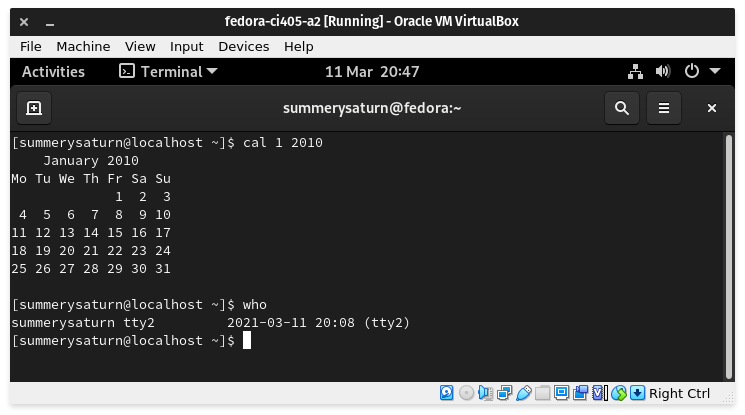 fedora-ci405-a2 [Running] - Oracle VM VirtualBox
File Machine View Input Devices Help
Activities Terminal 11 Mar 20:47
summerysaturn@fedora:~
[summerysaturn@localhost ~]$ cal 1 2010
    January 2010
Mo Tu We Th Fr Sa Su
             1  2  3
 4  5  6  7  8  9 10
11 12 13 14 15 16 17
18 19 20 21 22 23 24
25 26 27 28 29 30 31
[summerysaturn@localhost ~]$ who
summerysaturn tty2         2021-03-11 20:08 (tty2)
[summerysaturn@localhost ~]$
Right Ctrl